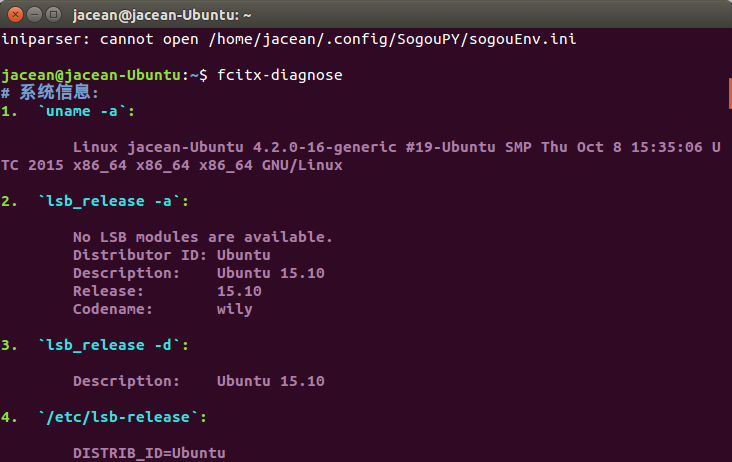 jacean@jacean-Ubuntu: ~
iniparser: cannot open /home/jacean/.config/SogouPY/sogouEnv.ini
jacean@jacean-Ubuntu:~$ fcitx-diagnose
# 系统信息:
1.  `uname -a`:
Linux jacean-Ubuntu 4.2.0-16-generic #19-Ubuntu SMP Thu Oct 8 15:35:06 U
TC 2015 x86_64 x86_64 x86_64 GNU/Linux
2.  `lsb_release -a`:
No LSB modules are available.
Distributor ID: Ubuntu
Description:    Ubuntu 15.10
Release:        15.10
Codename:       wily
3.  `lsb_release -d`:
Description:    Ubuntu 15.10
4.  `/etc/lsb-release`:
DISTRIB_ID=Ubuntu